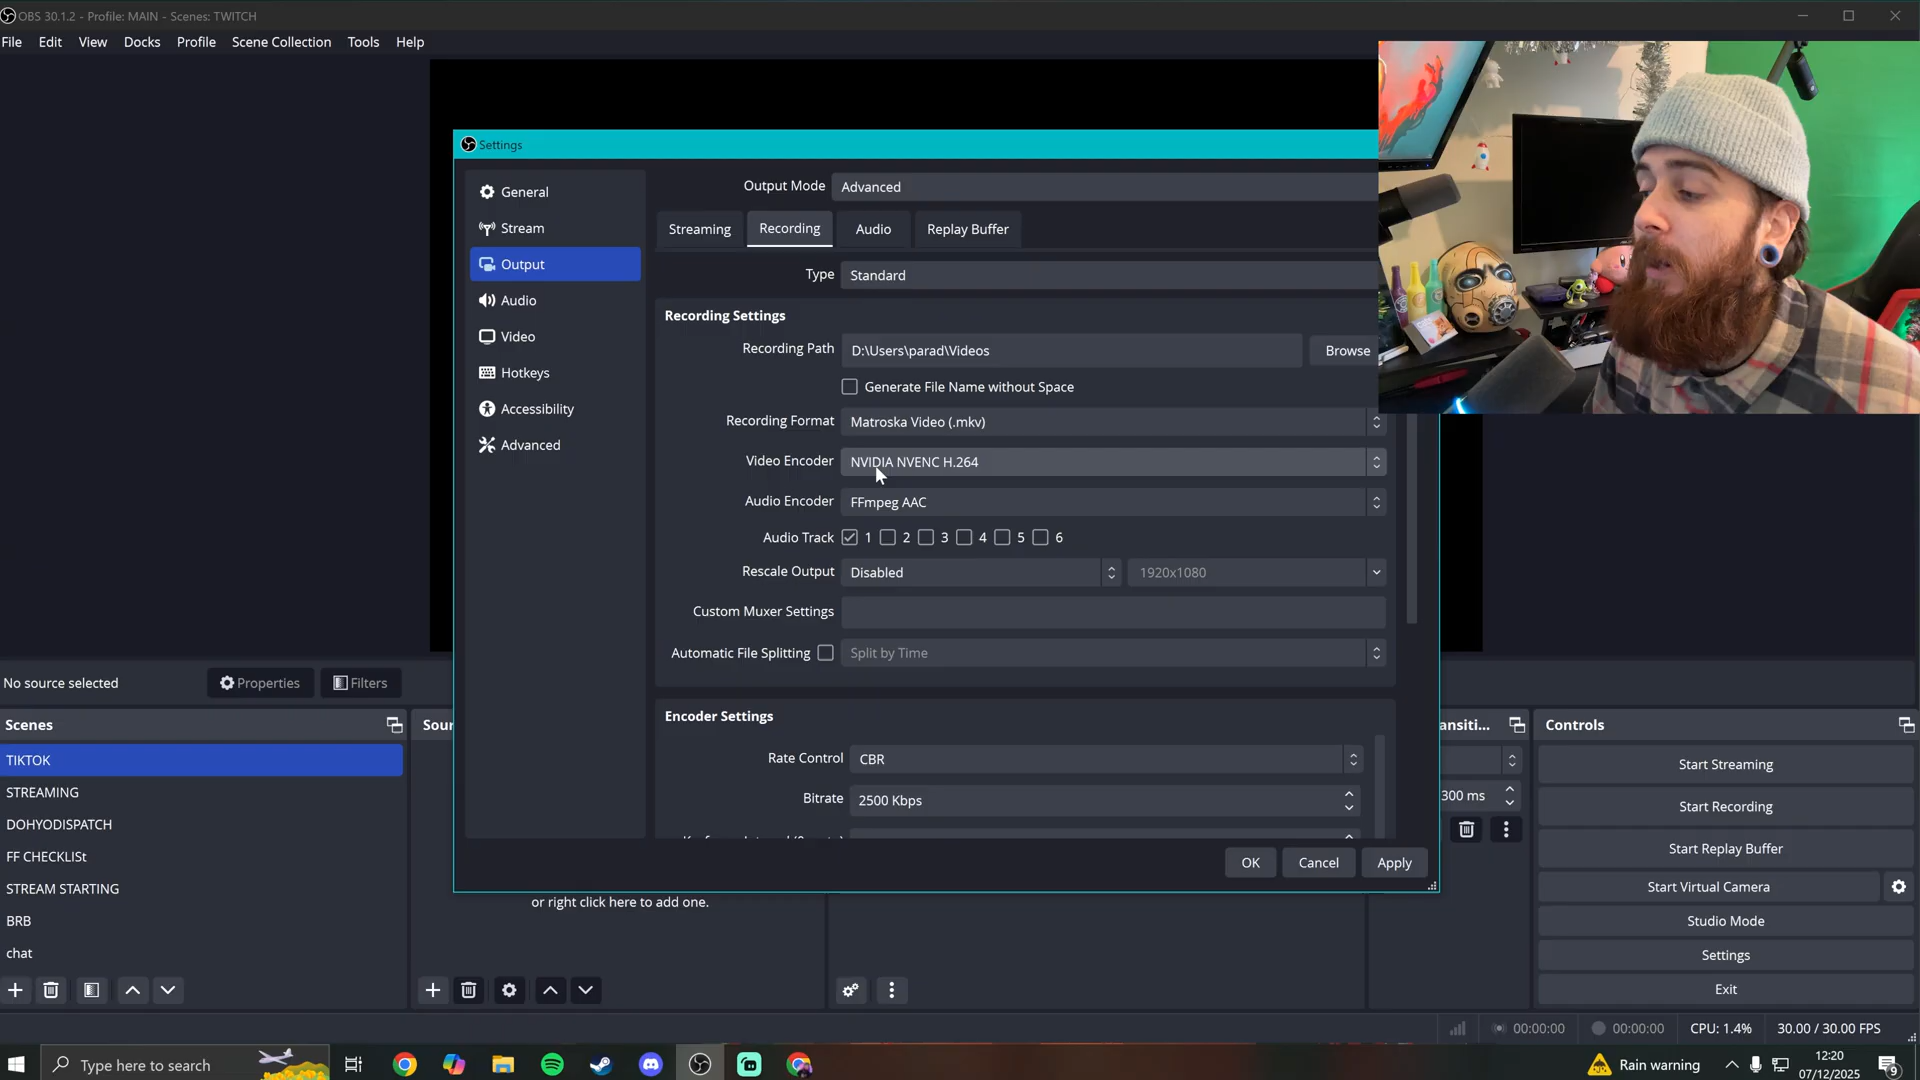 OBS 30.1.2 - Profile: MAIN - Scenes: TWITCH
File Edit View Docks Profile Scene Collection Tools Help
Settings
General
Stream
Output
Audio
Video
Hotkeys
Accessibility
Advanced
Output Mode Advanced
Streaming Recording Audio Replay Buffer
Type Standard
Recording Settings
Recording Path D:\Users\parad\Videos Browse
Generate File Name without Space
Recording Format Matroska Video (.mkv)
Video Encoder NVIDIA NVENC H.264
Audio Encoder FFmpeg AAC
Audio Track 1 2 3 4 5 6
Rescale Output Disabled 1920x1080
Custom Muxer Settings
Automatic File Splitting Split by Time
Encoder Settings
Rate Control CBR
Bitrate 2500 Kbps
OK Cancel Apply
No source selected Properties Filters
Scenes
TIKTOK
STREAMING
DOHYODISPATCH
FF CHECKLISt
STREAM STARTING
BRB
chat
Sour
or right click here to add one.
ansiti...
300 ms
Controls
Start Streaming
Start Recording
Start Replay Buffer
Start Virtual Camera
Studio Mode
Settings
Exit
00:00:00 00:00:00 CPU: 1.4% 30.00 / 30.00 FPS
Type here to search
Rain warning
12:20
07/12/2025
9